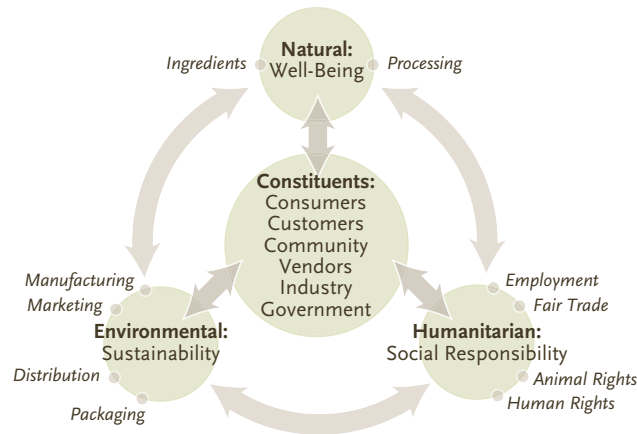 Natural:
Well-Being
Ingredients
Processing
Constituents:
Consumers
Customers
Community
Vendors
Industry
Government
Manufacturing
Marketing
Environmental:
Sustainability
Distribution
Packaging
Employment
Fair Trade
Humanitarian:
Social Responsibility
Animal Rights
Human Rights